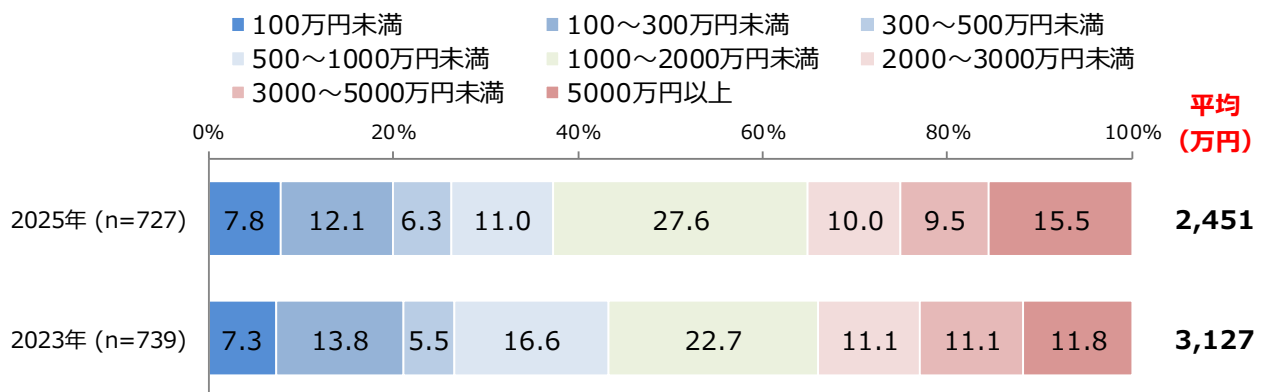 100万円未満 100～300万円未満 300～500万円未満
500～1000万円未満 1000～2000万円未満 2000～3000万円未満
3000～5000万円未満 5000万円以上
平均
（万円）
0% 20% 40% 60% 80% 100%
2025年 (n=727) 7.8 12.1 6.3 11.0 27.6 10.0 9.5 15.5 2,451
2023年 (n=739) 7.3 13.8 5.5 16.6 22.7 11.1 11.1 11.8 3,127